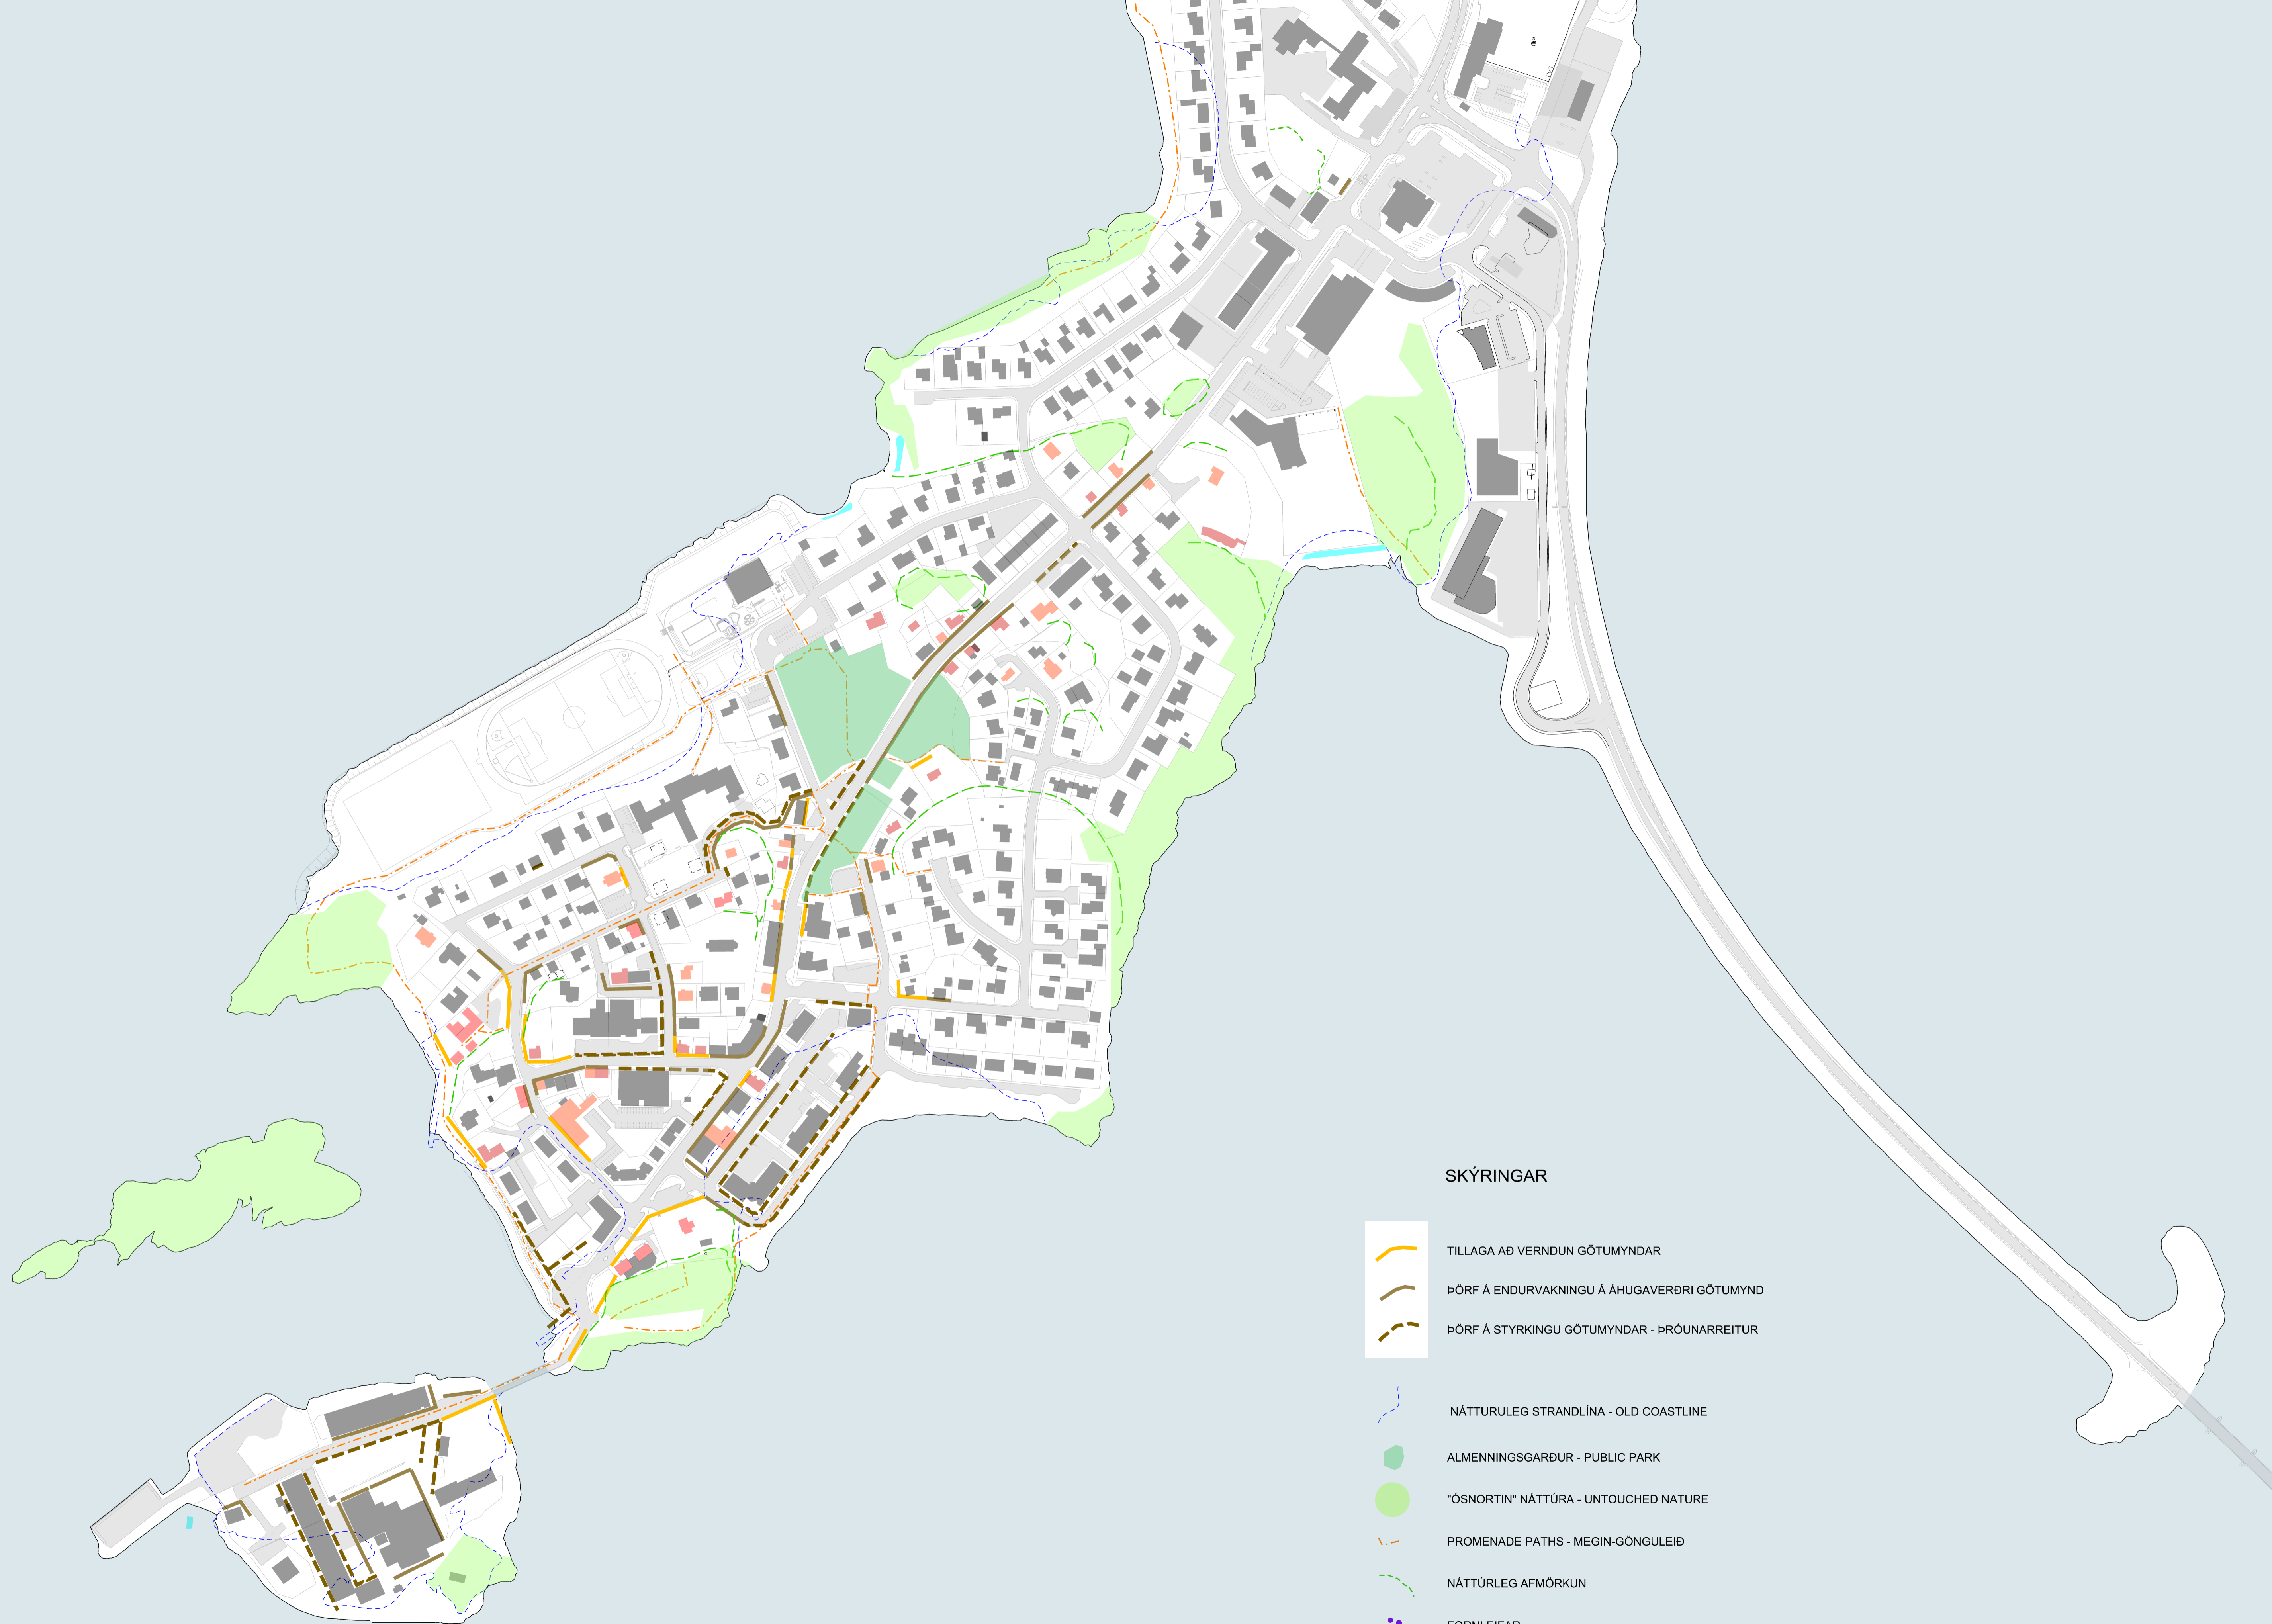 SKÝRINGAR
TILLAGA AÐ VERNDUN GÖTUMYNDAR
ÞÖRF Á ENDURVAKNINGU Á ÁHUGAVERÐRI GÖTUMYND
ÞÖRF Á STYRKINGU GÖTUMYNDAR - ÞRÓUNARREITUR
NÁTTURULEG STRANDLÍNA - OLD COASTLINE
ALMENNINGSGARÐUR - PUBLIC PARK
"ÓSNORTIN" NÁTTÚRA - UNTOUCHED NATURE
PROMENADE PATHS - MEGIN-GÖNGULEIÐ
NÁTTÚRLEG AFMÖRKUN
FORNLEIFAR